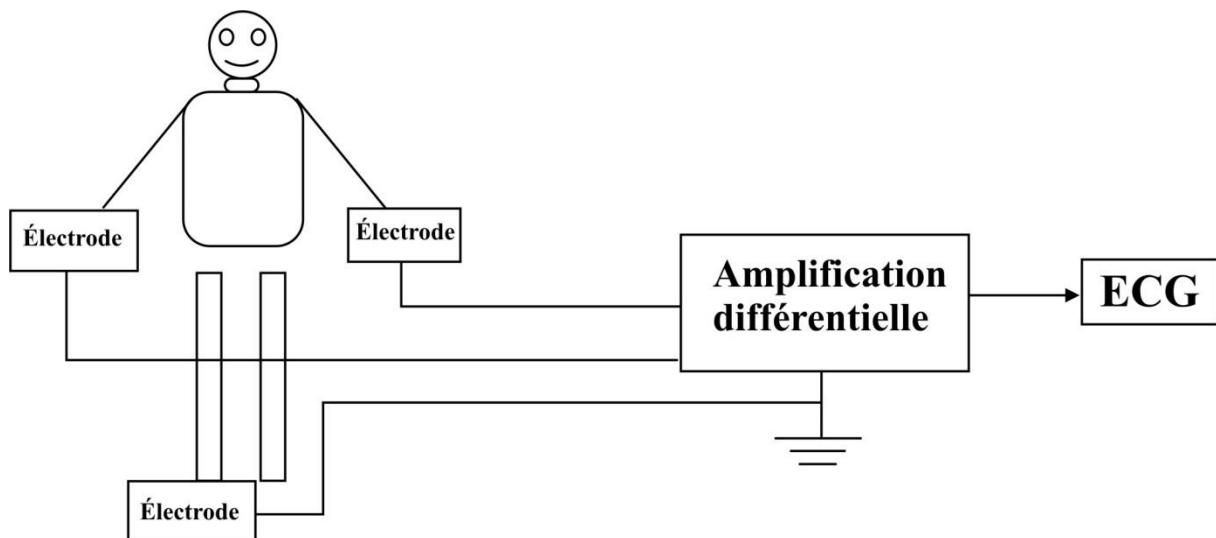 Électrode
Électrode
Amplification
différentielle
ECG
Électrode